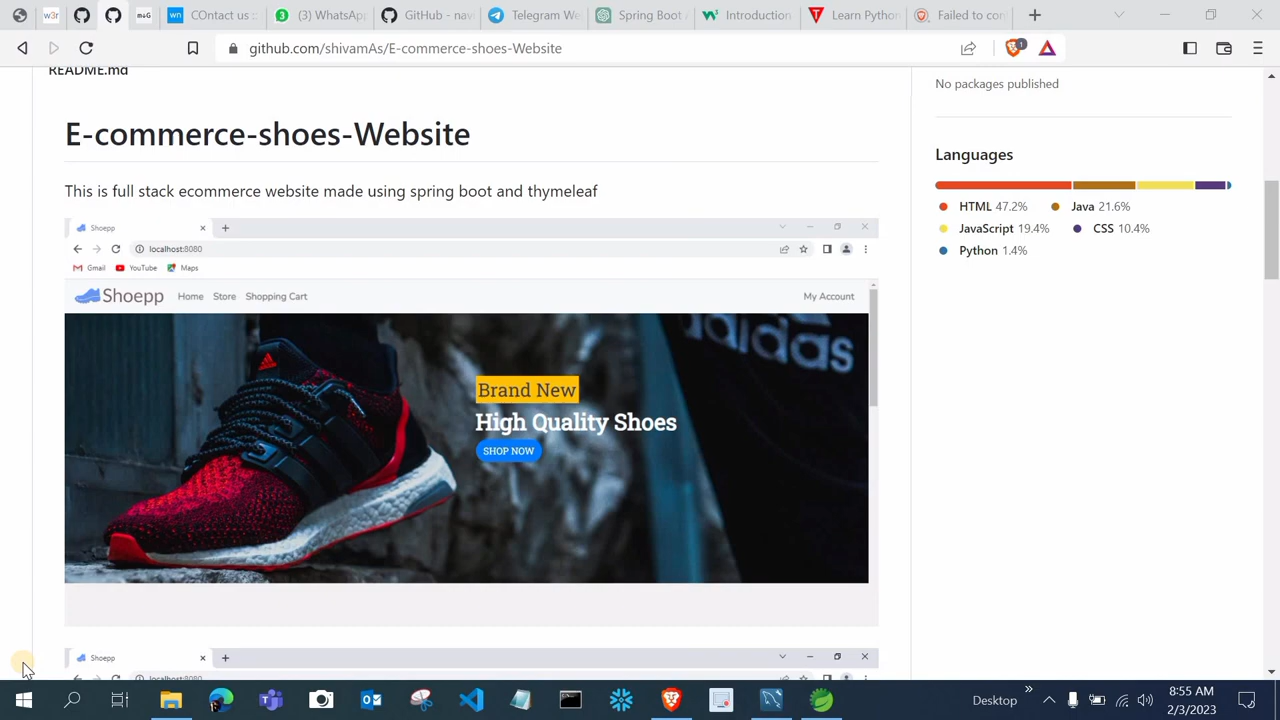 w3r
m+G
COntact us ::
(3) WhatsApp
GitHub - nav
Telegram We
Spring Boot
Introduction
Learn Python
Failed to con
github.com/shivamAs/E-commerce-shoes-Website
1
README.md
No packages published
E-commerce-shoes-Website
Languages
This is full stack ecommerce website made using spring boot and thymeleaf
HTML 47.2% Java 21.6%
JavaScript 19.4% CSS 10.4%
Python 1.4%
Shoepp
localhost:8080
Gmail YouTube Maps
Shoepp Home Store Shopping Cart My Account
adidas
Brand New
High Quality Shoes
SHOP NOW
Shoepp
localhost:8080
Desktop
8:55 AM
2/3/2023